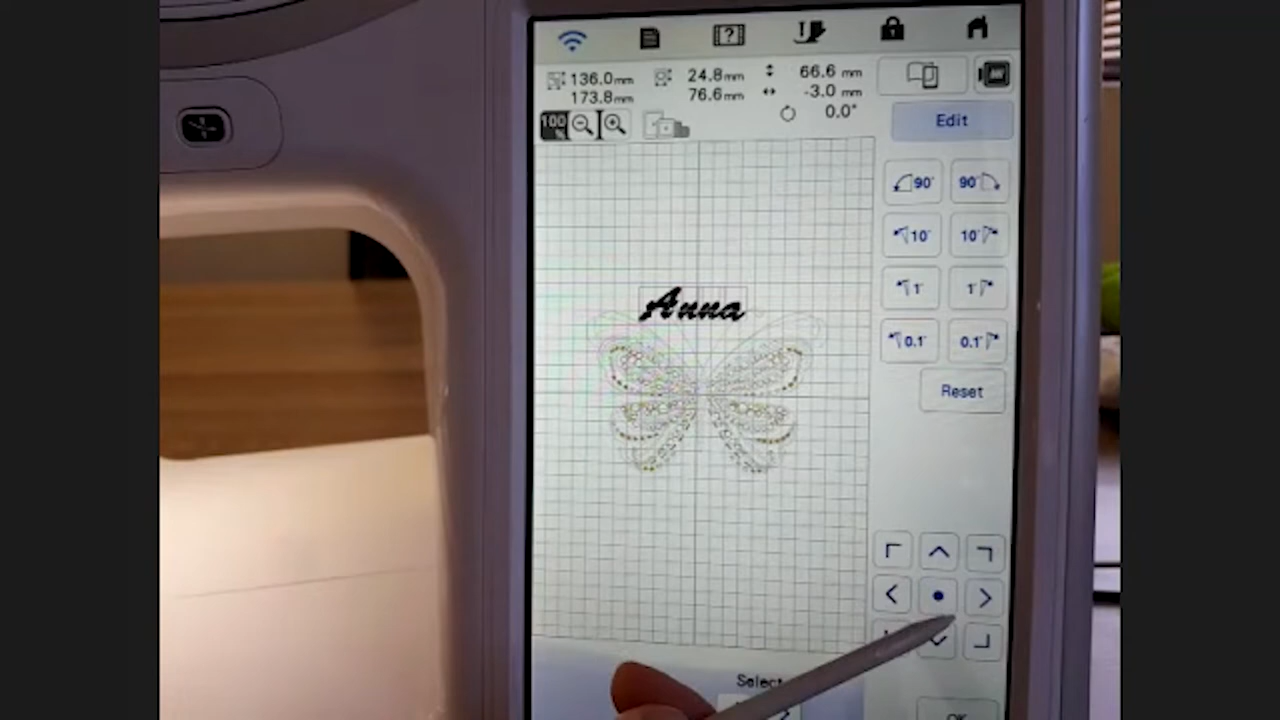 136.0mm 24.8mm 66.6 mm
173.8mm 76.6mm -3.0 mm
0.0°
100 %
Edit
90° 90°
10° 10°
1° 1°
0.1° 0.1°
Reset
Anna
Select
OK